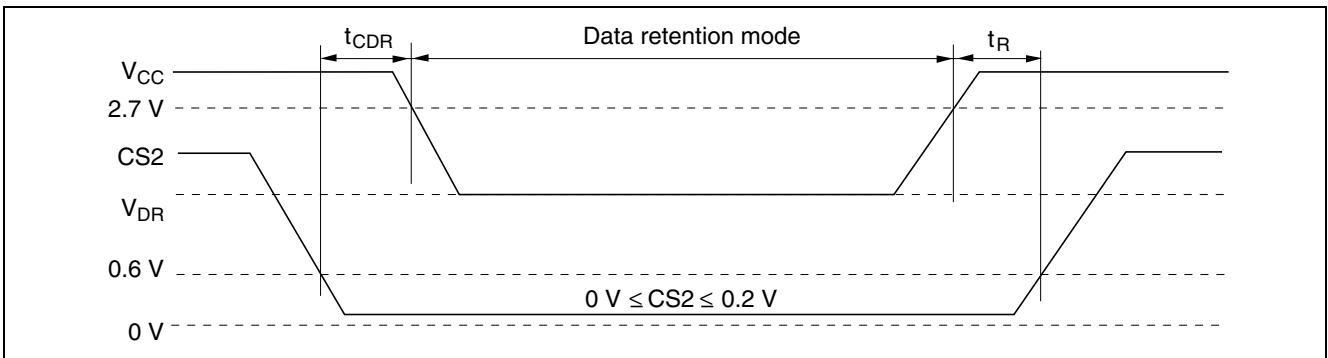 tCDR Data retention mode tR
VCC
2.7 V
CS2
VDR
0.6 V
0 V ≤ CS2 ≤ 0.2 V
0 V